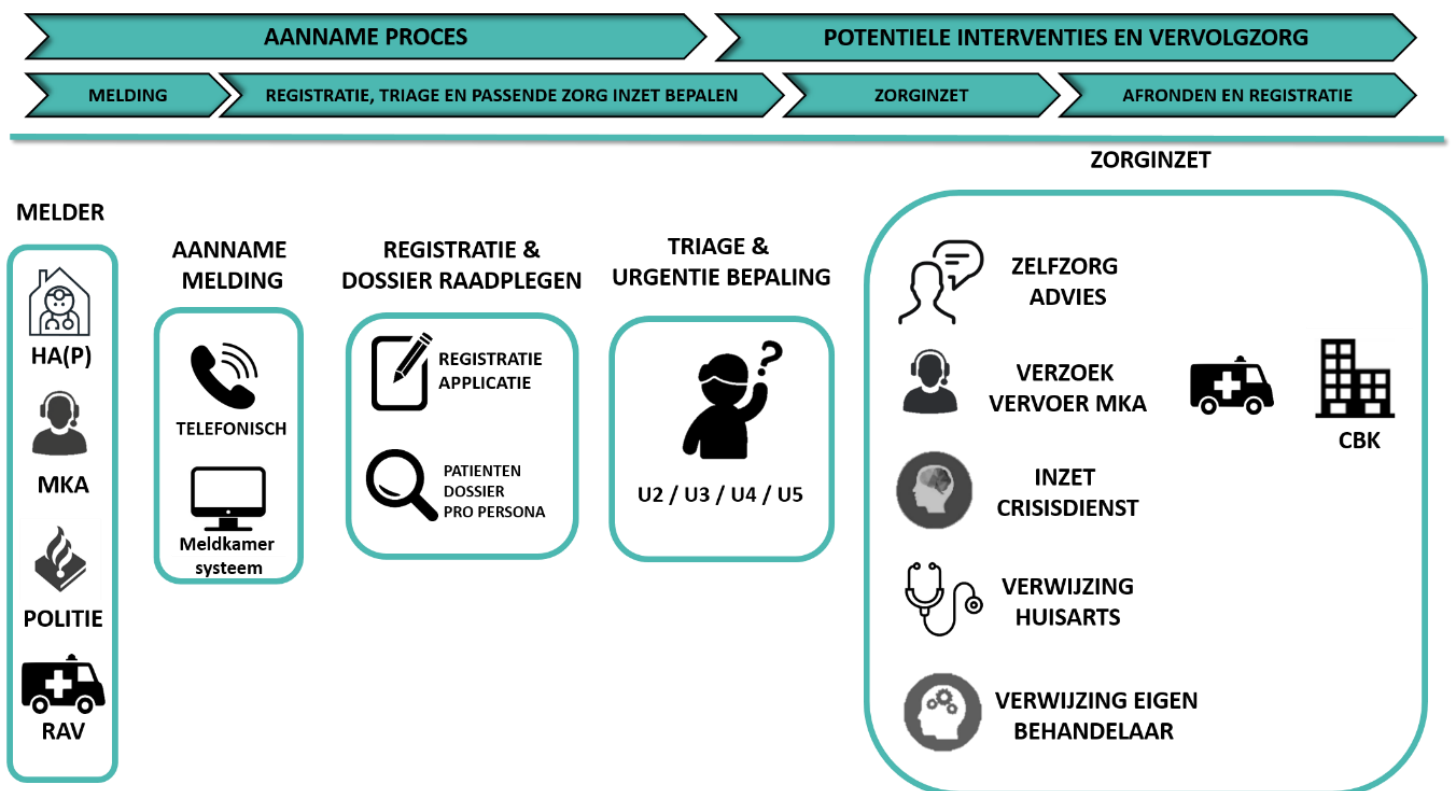 AANNAME PROCES
POTENTIELE INTERVENTIES EN VERVOLGZORG
MELDING
REGISTRATIE, TRIAGE EN PASSENDE ZORG INZET BEPALEN
ZORGINZET
AFRONDEN EN REGISTRATIE
MELDER
HA(P)
MKA
POLITIE
RAV
AANNAME
MELDING
TELEFONISCH
Meldkamer
systeem
REGISTRATIE &
DOSSIER RAADPLEGEN
REGISTRATIE
APPLICATIE
PATIENTEN
DOSSIER
PRO PERSONA
TRIAGE &
URGENTIE BEPALING
?
U2 / U3 / U4 / U5
ZORGINZET
ZELFZORG
ADVIES
VERZOEK
VERVOER MKA
CBK
INZET
CRISISDIENST
VERWIJZING
HUISARTS
VERWIJZING EIGEN
BEHANDELAAR